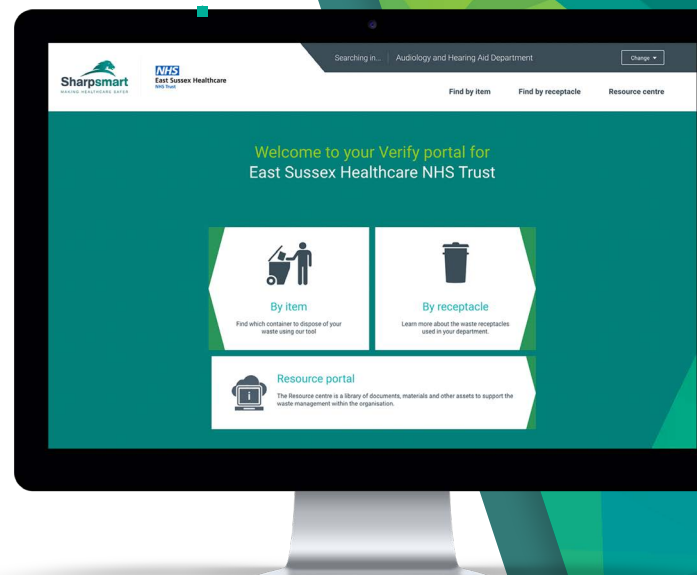 Sharpsmart
MAKING HEALTHCARE SAFER
NHS
East Sussex Healthcare
NHS Trust
Searching in... | Audiology and Hearing Aid Department
Change
Find by item Find by receptacle Resource centre
Welcome to your Verify portal for
East Sussex Healthcare NHS Trust
By item
Find which container to dispose of your
waste using our tool
By receptacle
Learn more about the waste receptacles
used in your department.
Resource portal
The Resource centre is a library of documents, materials and other assets to support the
waste management within the organisation.